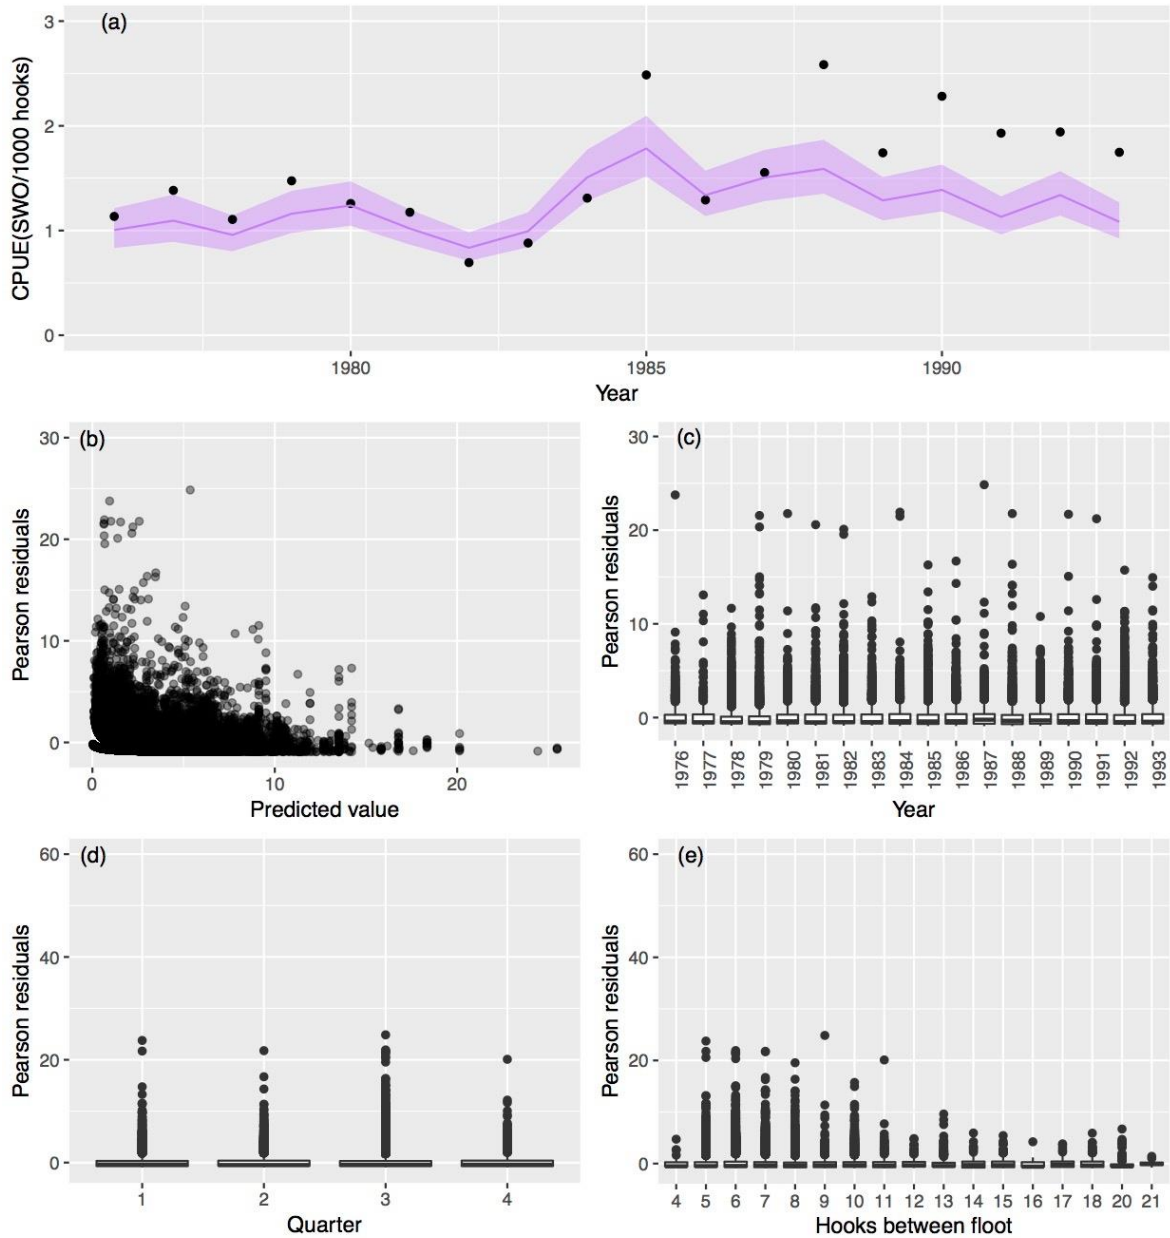 (a)
3
2
1
0
CPUE(SWO/1000 hooks)
1980 1985 1990
Year
(b)
30
20
10
0
Pearson residuals
0 10 20
Predicted value
(c)
30
20
10
0
Pearson residuals
1976 1977 1978 1979 1980 1981 1982 1983 1984 1985 1986 1987 1988 1989 1990 1991 1992 1993
Year
(d)
60
40
20
0
Pearson residuals
1 2 3 4
Quarter
(e)
60
40
20
0
Pearson residuals
4 5 6 7 8 9 10 11 12 13 14 15 16 17 18 20 21
Hooks between floot